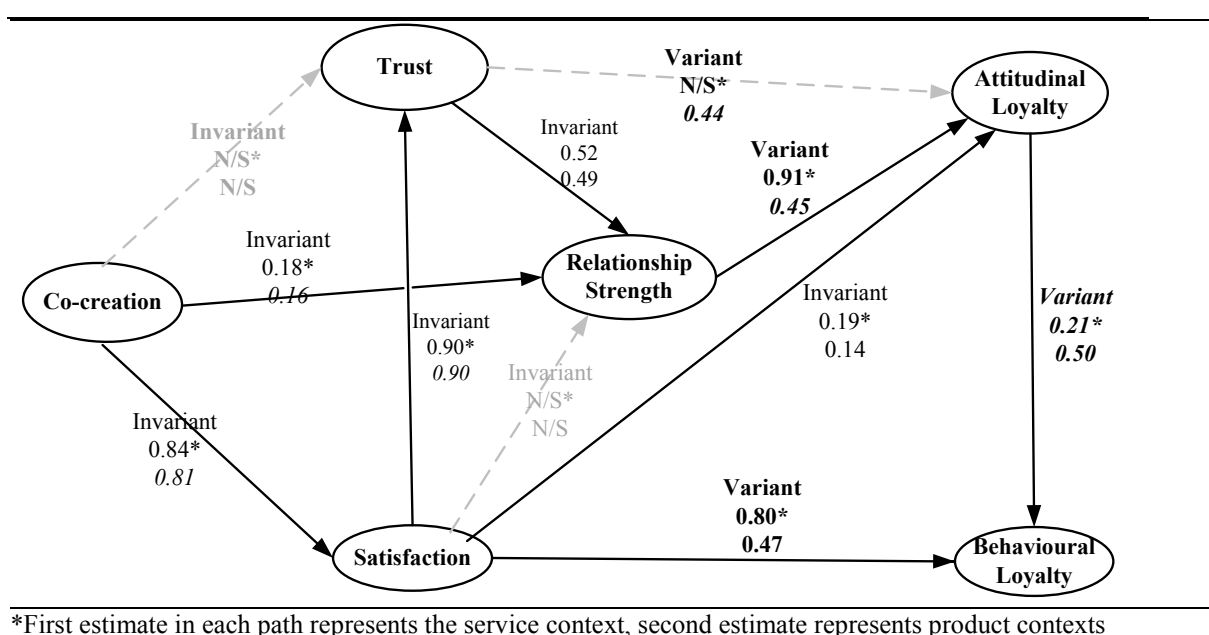 Trust
Variant
N/S*
0.44
Attitudinal
Loyalty
Invariant
N/S*
N/S
Invariant
0.52
0.49
Variant
0.91*
0.45
Invariant
0.18*
0.16
Co-creation
Relationship
Strength
Invariant
0.90*
0.90
Invariant
0.19*
0.14
Variant
0.21*
0.50
Invariant
N/S*
N/S
Invariant
0.84*
0.81
Variant
0.80*
0.47
Satisfaction
Behavioural
Loyalty
*First estimate in each path represents the service context, second estimate represents product contexts